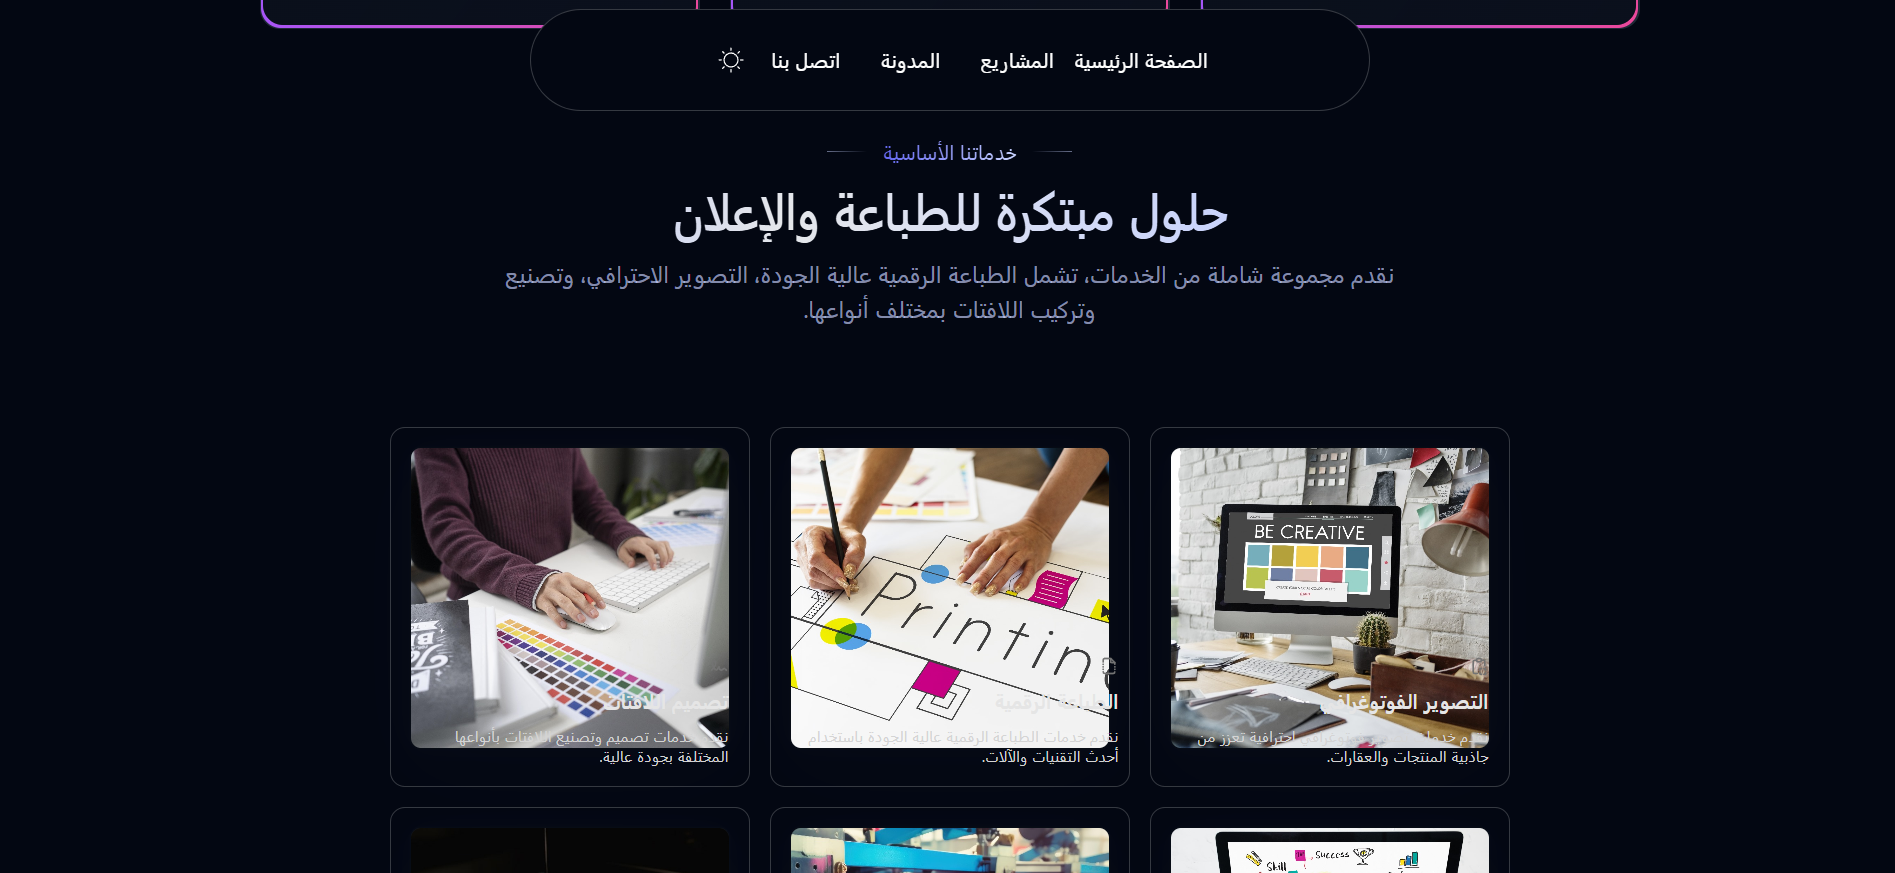 الصفحة الرئيسية
المشاريع
المدونة
اتصل بنا
خدماتنا الأساسية
حلول مبتكرة للطباعة والإعلان
نقدم مجموعة شاملة من الخدمات، تشمل الطباعة الرقمية عالية الجودة، التصوير الاحترافي، وتصنيع
وتركيب اللافتات بمختلف أنواعها.
BE CREATIVE
التصوير الفوتوغرافي
نقدم خدمات احترافية تعزز من
جاذبية المنتجات والعقارات.
Printing
الطباعة الرقمية
نقدم خدمات الطباعة الرقمية عالية الجودة باستخدام
أحدث التقنيات والآلات.
تصميم اللافتات
نقدم خدمات تصميم وتصنيع اللافتات بأنواعها
المختلفة بجودة عالية.
Skill
SUCCESS